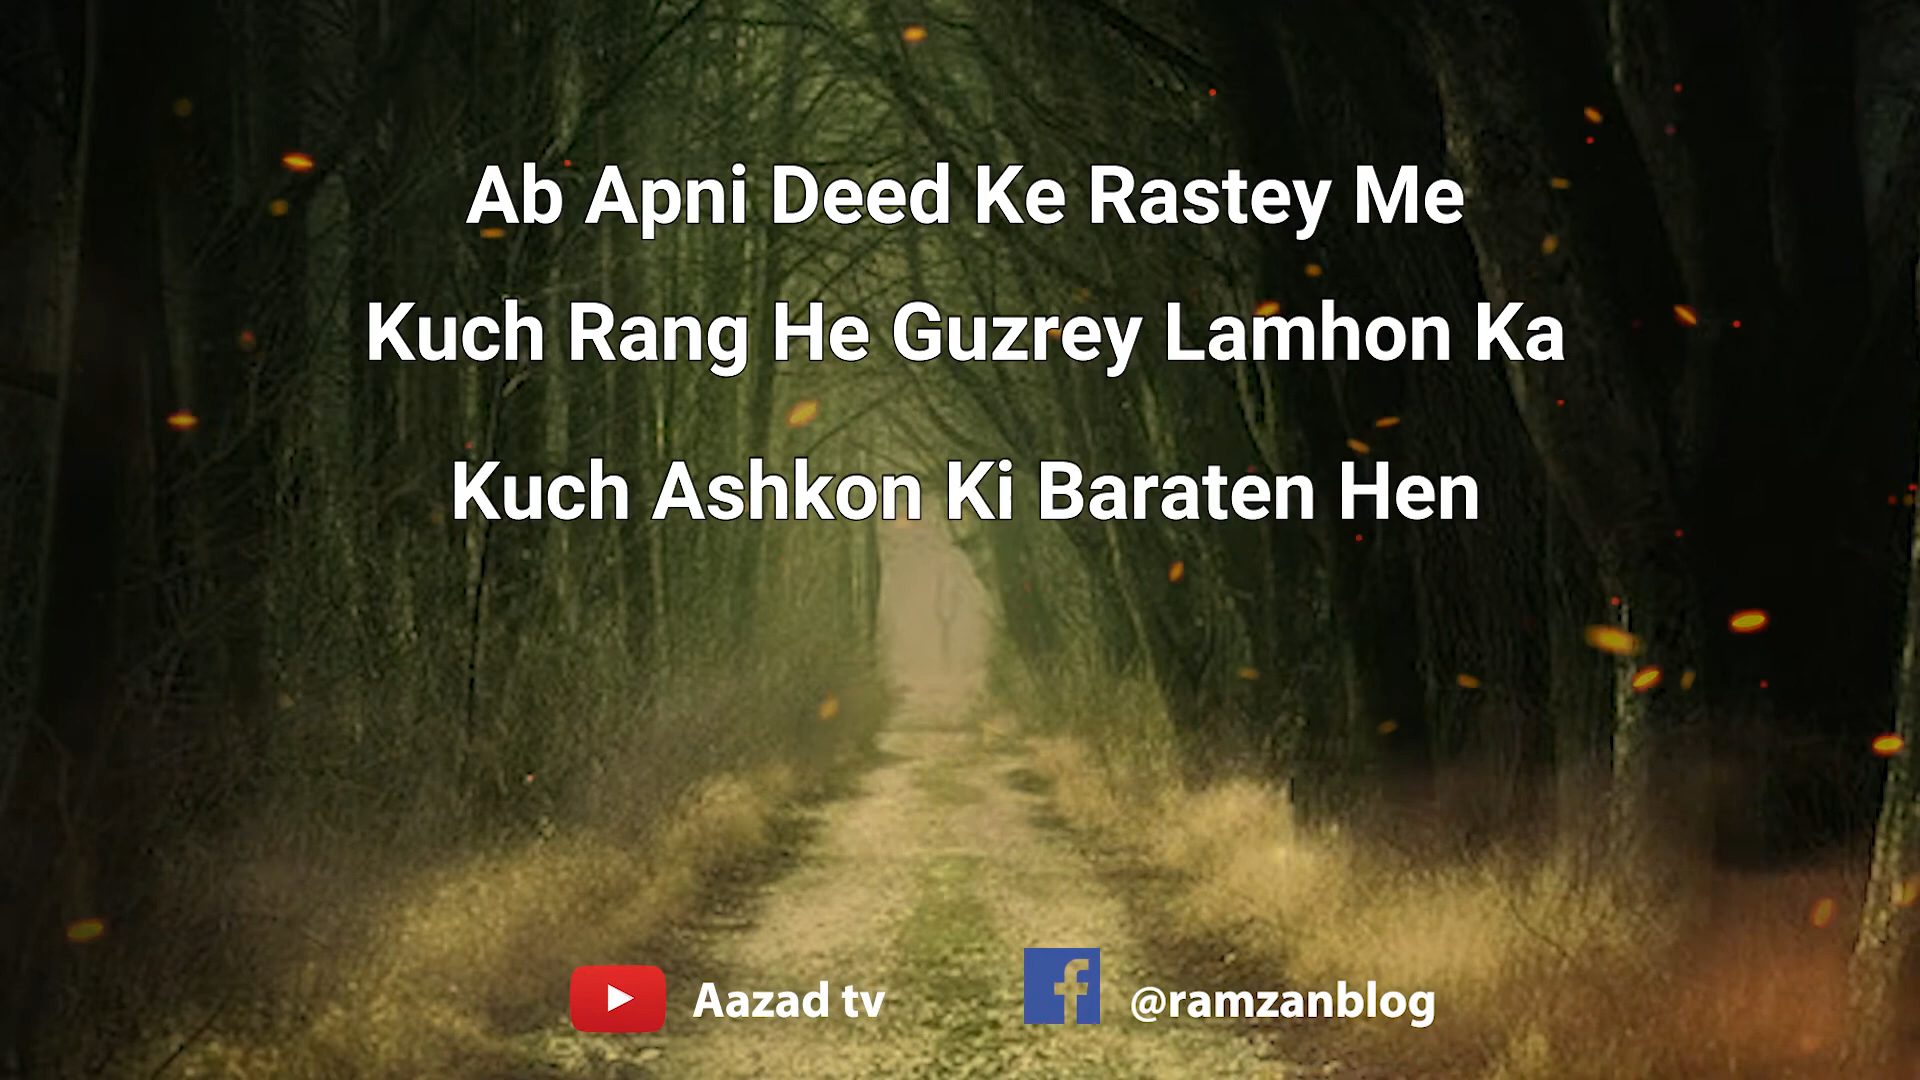 Ab Apni Deed Ke Rastey Me
Kuch Rang He Guzrey Lamhon Ka
Kuch Ashkon Ki Baraten Hen
Aazad tv
@ramzanblog